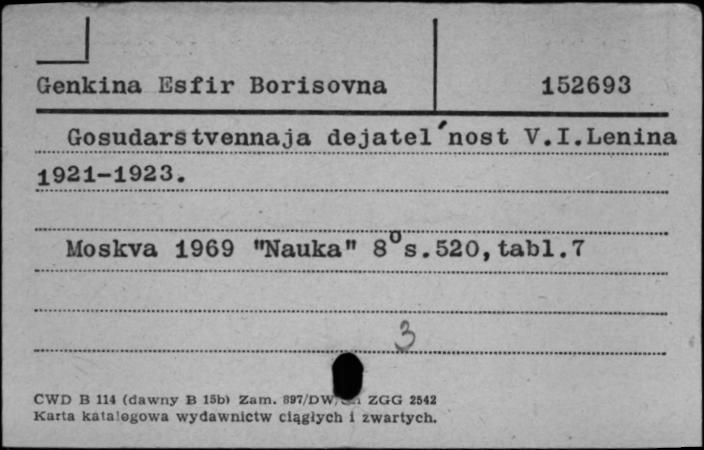 Genkina Esfir Borisovna 152693
Gosudarstvennaja dejatel´nost V.I.Lenina
1921-1923.
Moskva 1969 "Nauka" 8°s.520,tabl.7
3
CWD B 114 (dawny B 15b) Zam. 897/DW/ ZGG 2542
Karta katalogowa wydawnictw ciągłych i zwartych.